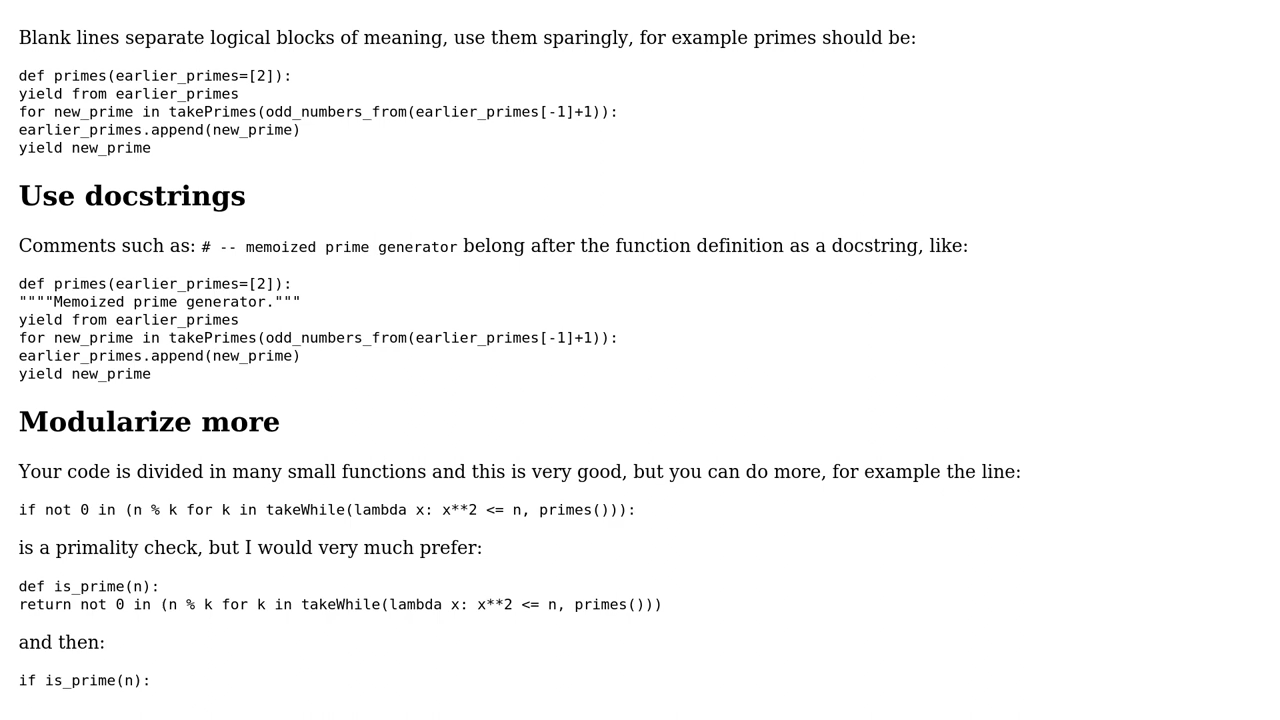 Blank lines separate logical blocks of meaning, use them sparingly, for example primes should be:
def primes(earlier_primes=[2]):
yield from earlier_primes
for new_prime in takePrimes(odd_numbers_from(earlier_primes[-1]+1)):
earlier_primes.append(new_prime)
yield new_prime
Use docstrings
Comments such as: # -- memoized prime generator belong after the function definition as a docstring, like:
def primes(earlier_primes=[2]):
""""Memoized prime generator."""
yield from earlier_primes
for new_prime in takePrimes(odd_numbers_from(earlier_primes[-1]+1)):
earlier_primes.append(new_prime)
yield new_prime
Modularize more
Your code is divided in many small functions and this is very good, but you can do more, for example the line:
if not 0 in (n % k for k in takeWhile(lambda x: x**2 <= n, primes())):
is a primality check, but I would very much prefer:
def is_prime(n):
return not 0 in (n % k for k in takeWhile(lambda x: x**2 <= n, primes()))
and then:
if is_prime(n):